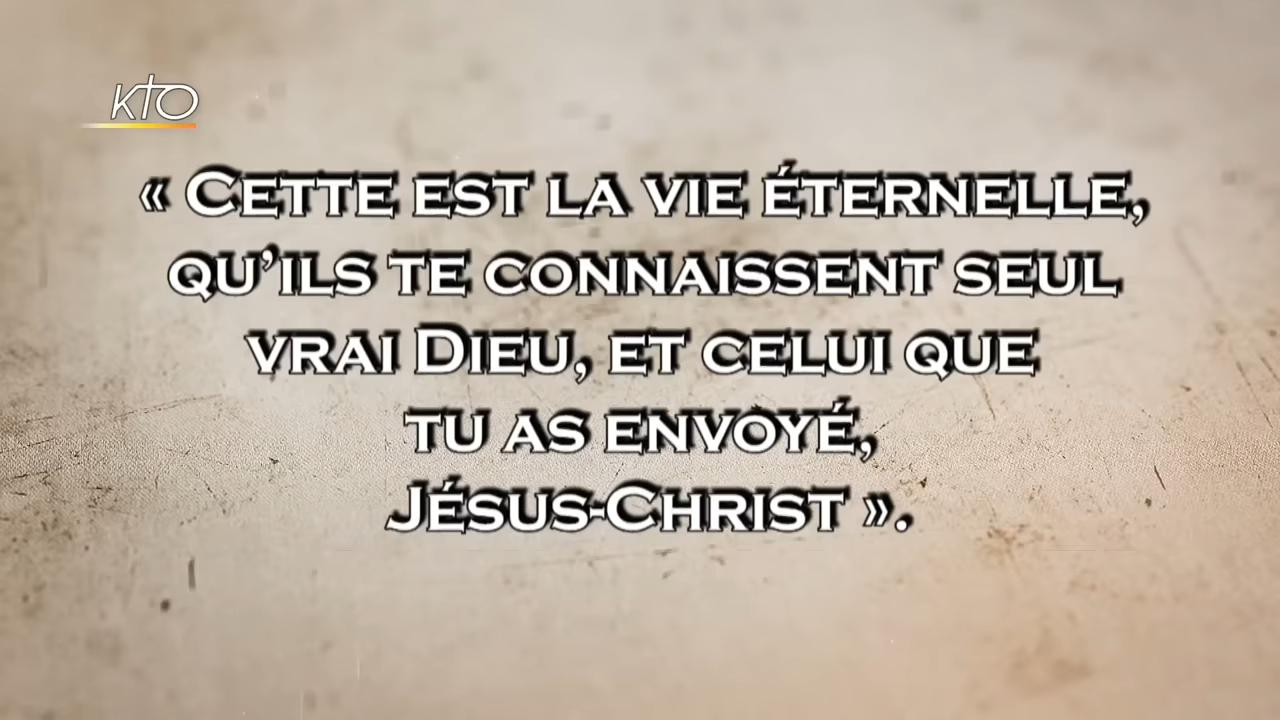 KTO
« Cette est la vie éternelle,
qu’ils te connaissent seul
vrai Dieu, et celui que
tu as envoyé,
Jésus-Christ ».